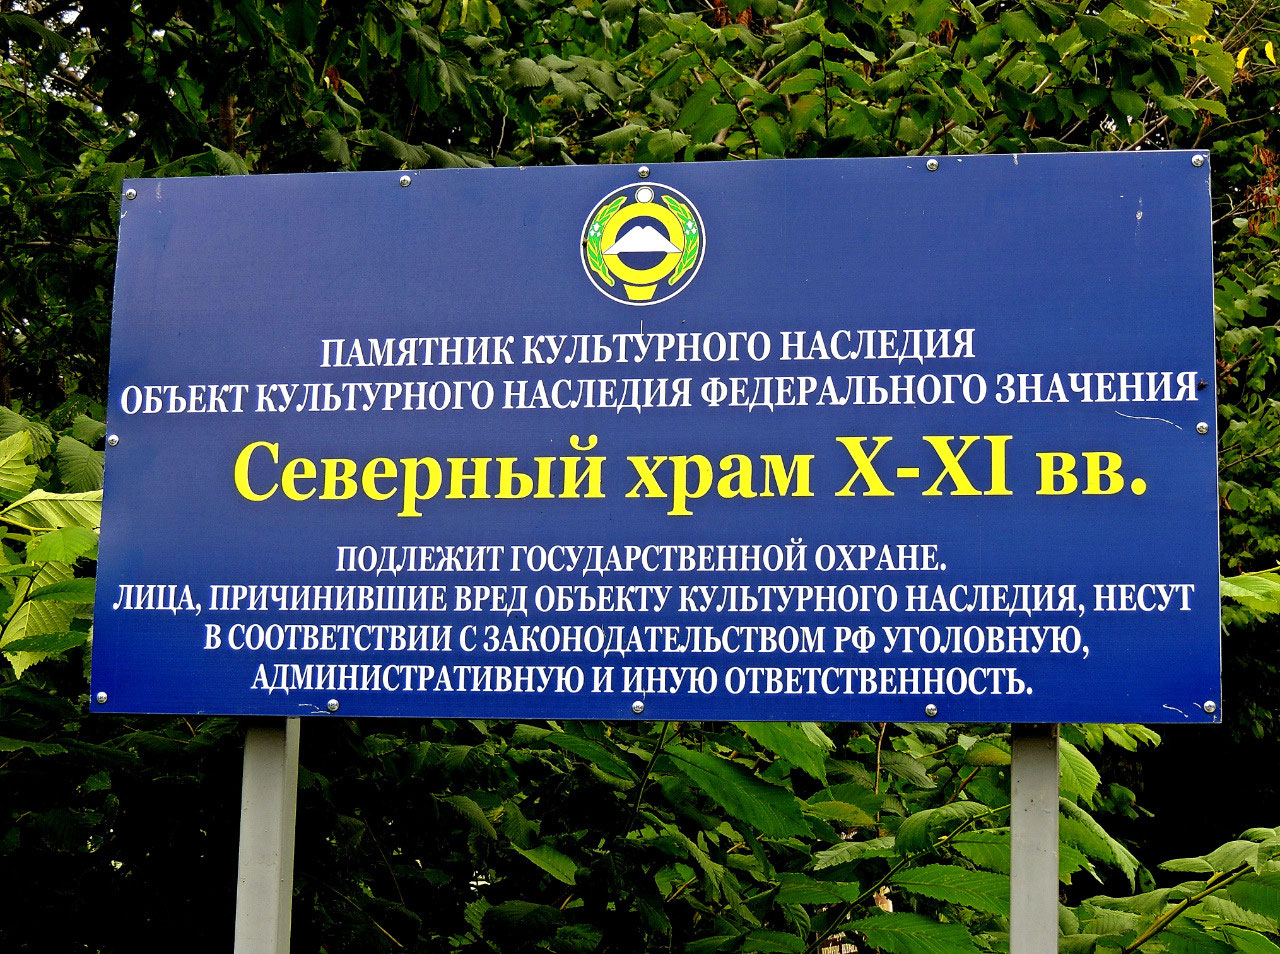 ПАМЯТНИК КУЛЬТУРНОГО НАСЛЕДИЯ
ОБЪЕКТ КУЛЬТУРНОГО НАСЛЕДИЯ ФЕДЕРАЛЬНОГО ЗНАЧЕНИЯ
Северный храм X-XI вв.
ПОДЛЕЖИТ ГОСУДАРСТВЕННОЙ ОХРАНЕ.
ЛИЦА, ПРИЧИНИВШИЕ ВРЕД ОБЪЕКТУ КУЛЬТУРНОГО НАСЛЕДИЯ, НЕСУТ
В СООТВЕТСТВИИ С ЗАКОНОДАТЕЛЬСТВОМ РФ УГОЛОВНУЮ,
АДМИНИСТРАТИВНУЮ И ИНУЮ ОТВЕТСТВЕННОСТЬ.